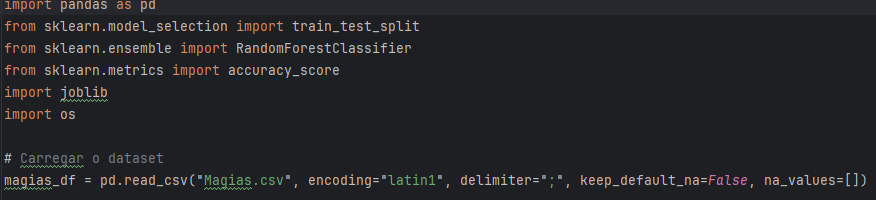 import pandas as pd
from sklearn.model_selection import train_test_split
from sklearn.ensemble import RandomForestClassifier
from sklearn.metrics import accuracy_score
import joblib
import os
# Carregar o dataset
magias_df = pd.read_csv("Magias.csv", encoding="latin1", delimiter=";", keep_default_na=False, na_values=[])